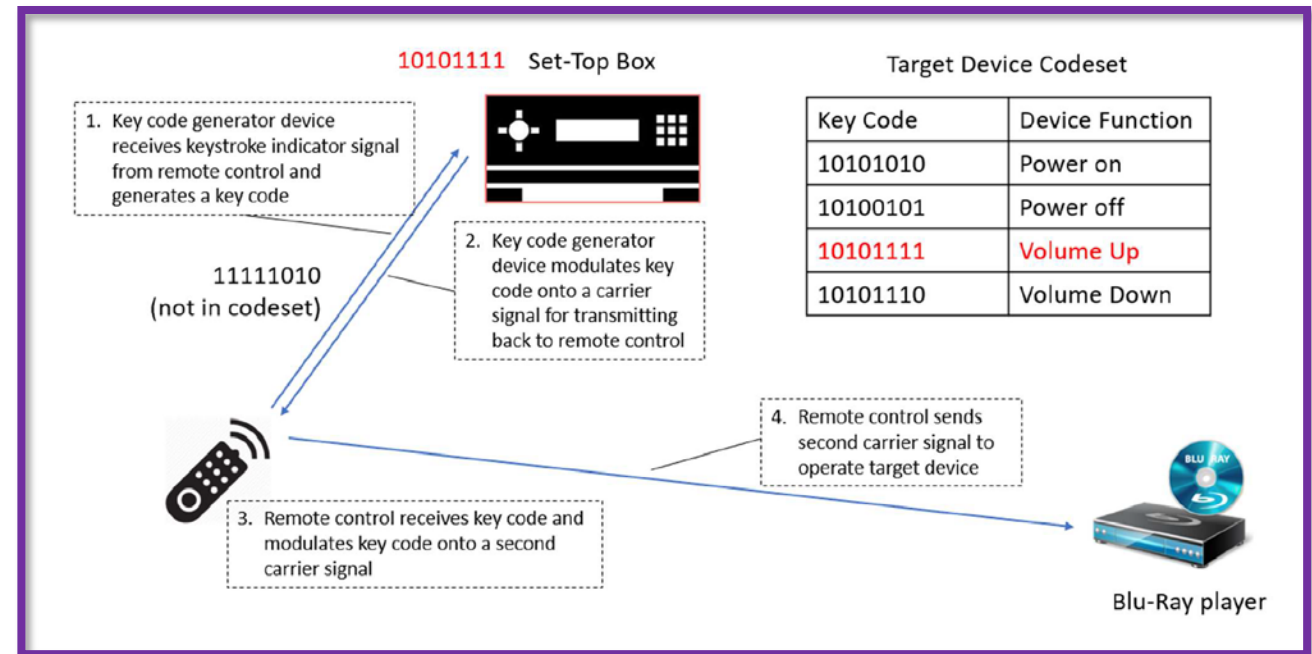 10101111 Set-Top Box
1. Key code generator device
receives keystroke indicator signal
from remote control and
generates a key code
2. Key code generator
device modulates key
code onto a carrier
signal for transmitting
back to remote control
11111010
(not in codeset)
3. Remote control receives key code and
modulates key code onto a second
carrier signal
4. Remote control sends
second carrier signal to
operate target device
BLU RAY
Blu-Ray player
Target Device Codeset
Key Code Device Function
10101010 Power on
10100101 Power off
10101111 Volume Up
10101110 Volume Down